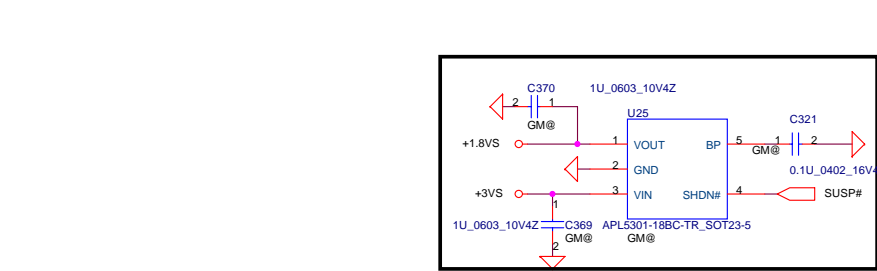 C370
1U_0603_10V4Z
2
1
GM@
U25
C321
+1.8VS
1
VOUT
BP
5
GM@
1
2
2
GND
0.1U_0402_16V4
+3VS
3
VIN
SHDN#
4
SUSP#
1
1U_0603_10V4Z
C369
APL5301-18BC-TR_SOT23-5
GM@
GM@
2